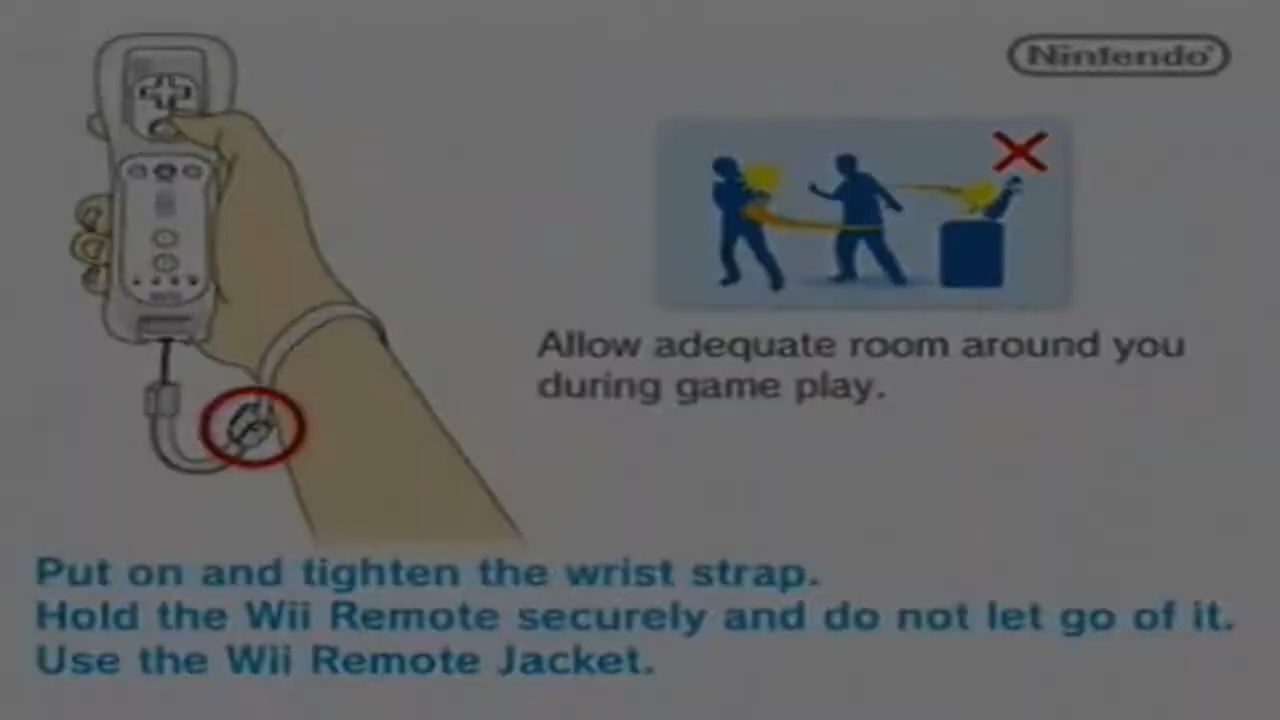 Nintendo
Allow adequate room around you
during game play.
Put on and tighten the wrist strap.
Hold the Wii Remote securely and do not let go of it.
Use the Wii Remote Jacket.